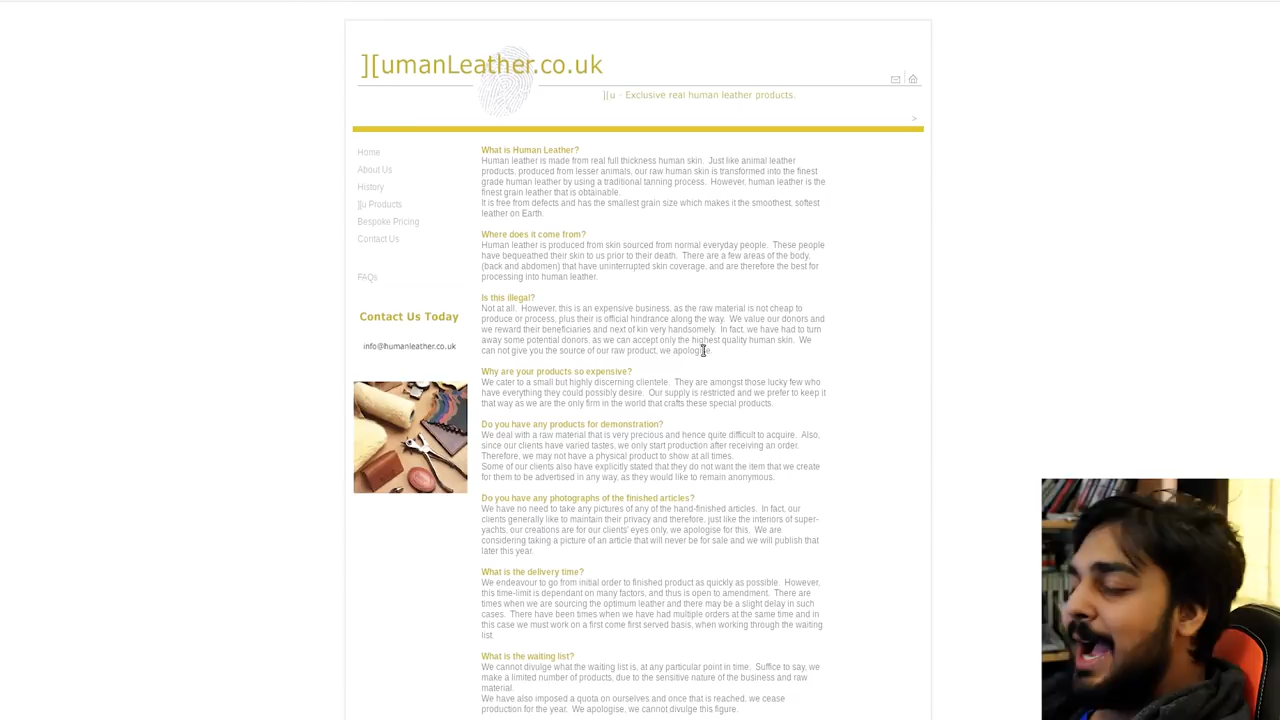 ][umanLeather.co.uk
][u - Exclusive real human leather products.
>
Home
About Us
History
][u Products
Bespoke Pricing
Contact Us
FAQs
Contact Us Today
info@humanleather.co.uk
What is Human Leather?
Human leather is made from real full thickness human skin. Just like animal leather
products, produced from lesser animals, our raw human skin is transformed into the finest
grade human leather by using a traditional tanning process. However, human leather is the
finest grain leather that is obtainable.
It is free from defects and has the smallest grain size which makes it the smoothest, softest
leather on Earth.
Where does it come from?
Human leather is produced from skin sourced from normal everyday people. These people
have bequeathed their skin to us prior to their death. There are a few areas of the body,
(back and abdomen) that have uninterrupted skin coverage, and are therefore the best for
processing into human leather.
Is this illegal?
Not at all. However, this is an expensive business, as the raw material is not cheap to
produce or process, plus their is official hindrance along the way. We value our donors and
we reward their beneficiaries and next of kin very handsomely. In fact, we have had to turn
away some potential donors, as we can accept only the highest quality human skin. We
can not give you the source of our raw product, we apologise.
Why are your products so expensive?
We cater to a small but highly discerning clientele. They are amongst those lucky few who
have everything they could possibly desire. Our supply is restricted and we prefer to keep it
that way as we are the only firm in the world that crafts these special products.
Do you have any products for demonstration?
We deal with a raw material that is very precious and hence quite difficult to acquire. Also,
since our clients have varied tastes, we only start production after receiving an order.
Therefore, we may not have a physical product to show at all times.
Some of our clients also have explicitly stated that they do not want the item that we create
for them to be advertised in any way, as they would like to remain anonymous.
Do you have any photographs of the finished articles?
We have no need to take any pictures of any of the hand-finished articles. In fact, our
clients generally like to maintain their privacy and therefore, just like the interiors of super-
yachts, our creations are for our clients' eyes only, we apologise for this. We are
considering taking a picture of an article that will never be for sale and we will publish that
later this year.
What is the delivery time?
We endeavour to go from initial order to finished product as quickly as possible. However,
this time-limit is dependant on many factors, and thus is open to amendment. There are
times when we are sourcing the optimum leather and there may be a slight delay in such
cases. There have been times when we have had multiple orders at the same time and in
this case we must work on a first come first served basis, when working through the waiting
list.
What is the waiting list?
We cannot divulge what the waiting list is, at any particular point in time. Suffice to say, we
make a limited number of products, due to the sensitive nature of the business and raw
material.
We have also imposed a quota on ourselves and once that is reached, we cease
production for the year. We apologise, we cannot divulge this figure.